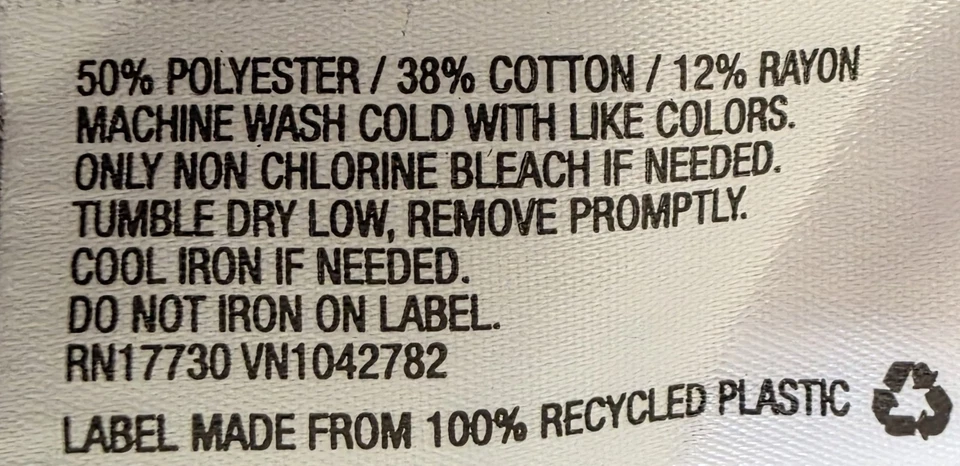 50% POLYESTER / 38% COTTON / 12% RAYON
MACHINE WASH COLD WITH LIKE COLORS.
ONLY NON CHLORINE BLEACH IF NEEDED.
TUMBLE DRY LOW, REMOVE PROMPTLY.
COOL IRON IF NEEDED.
DO NOT IRON ON LABEL.
RN17730 VN1042782
LABEL MADE FROM 100% RECYCLED PLASTIC